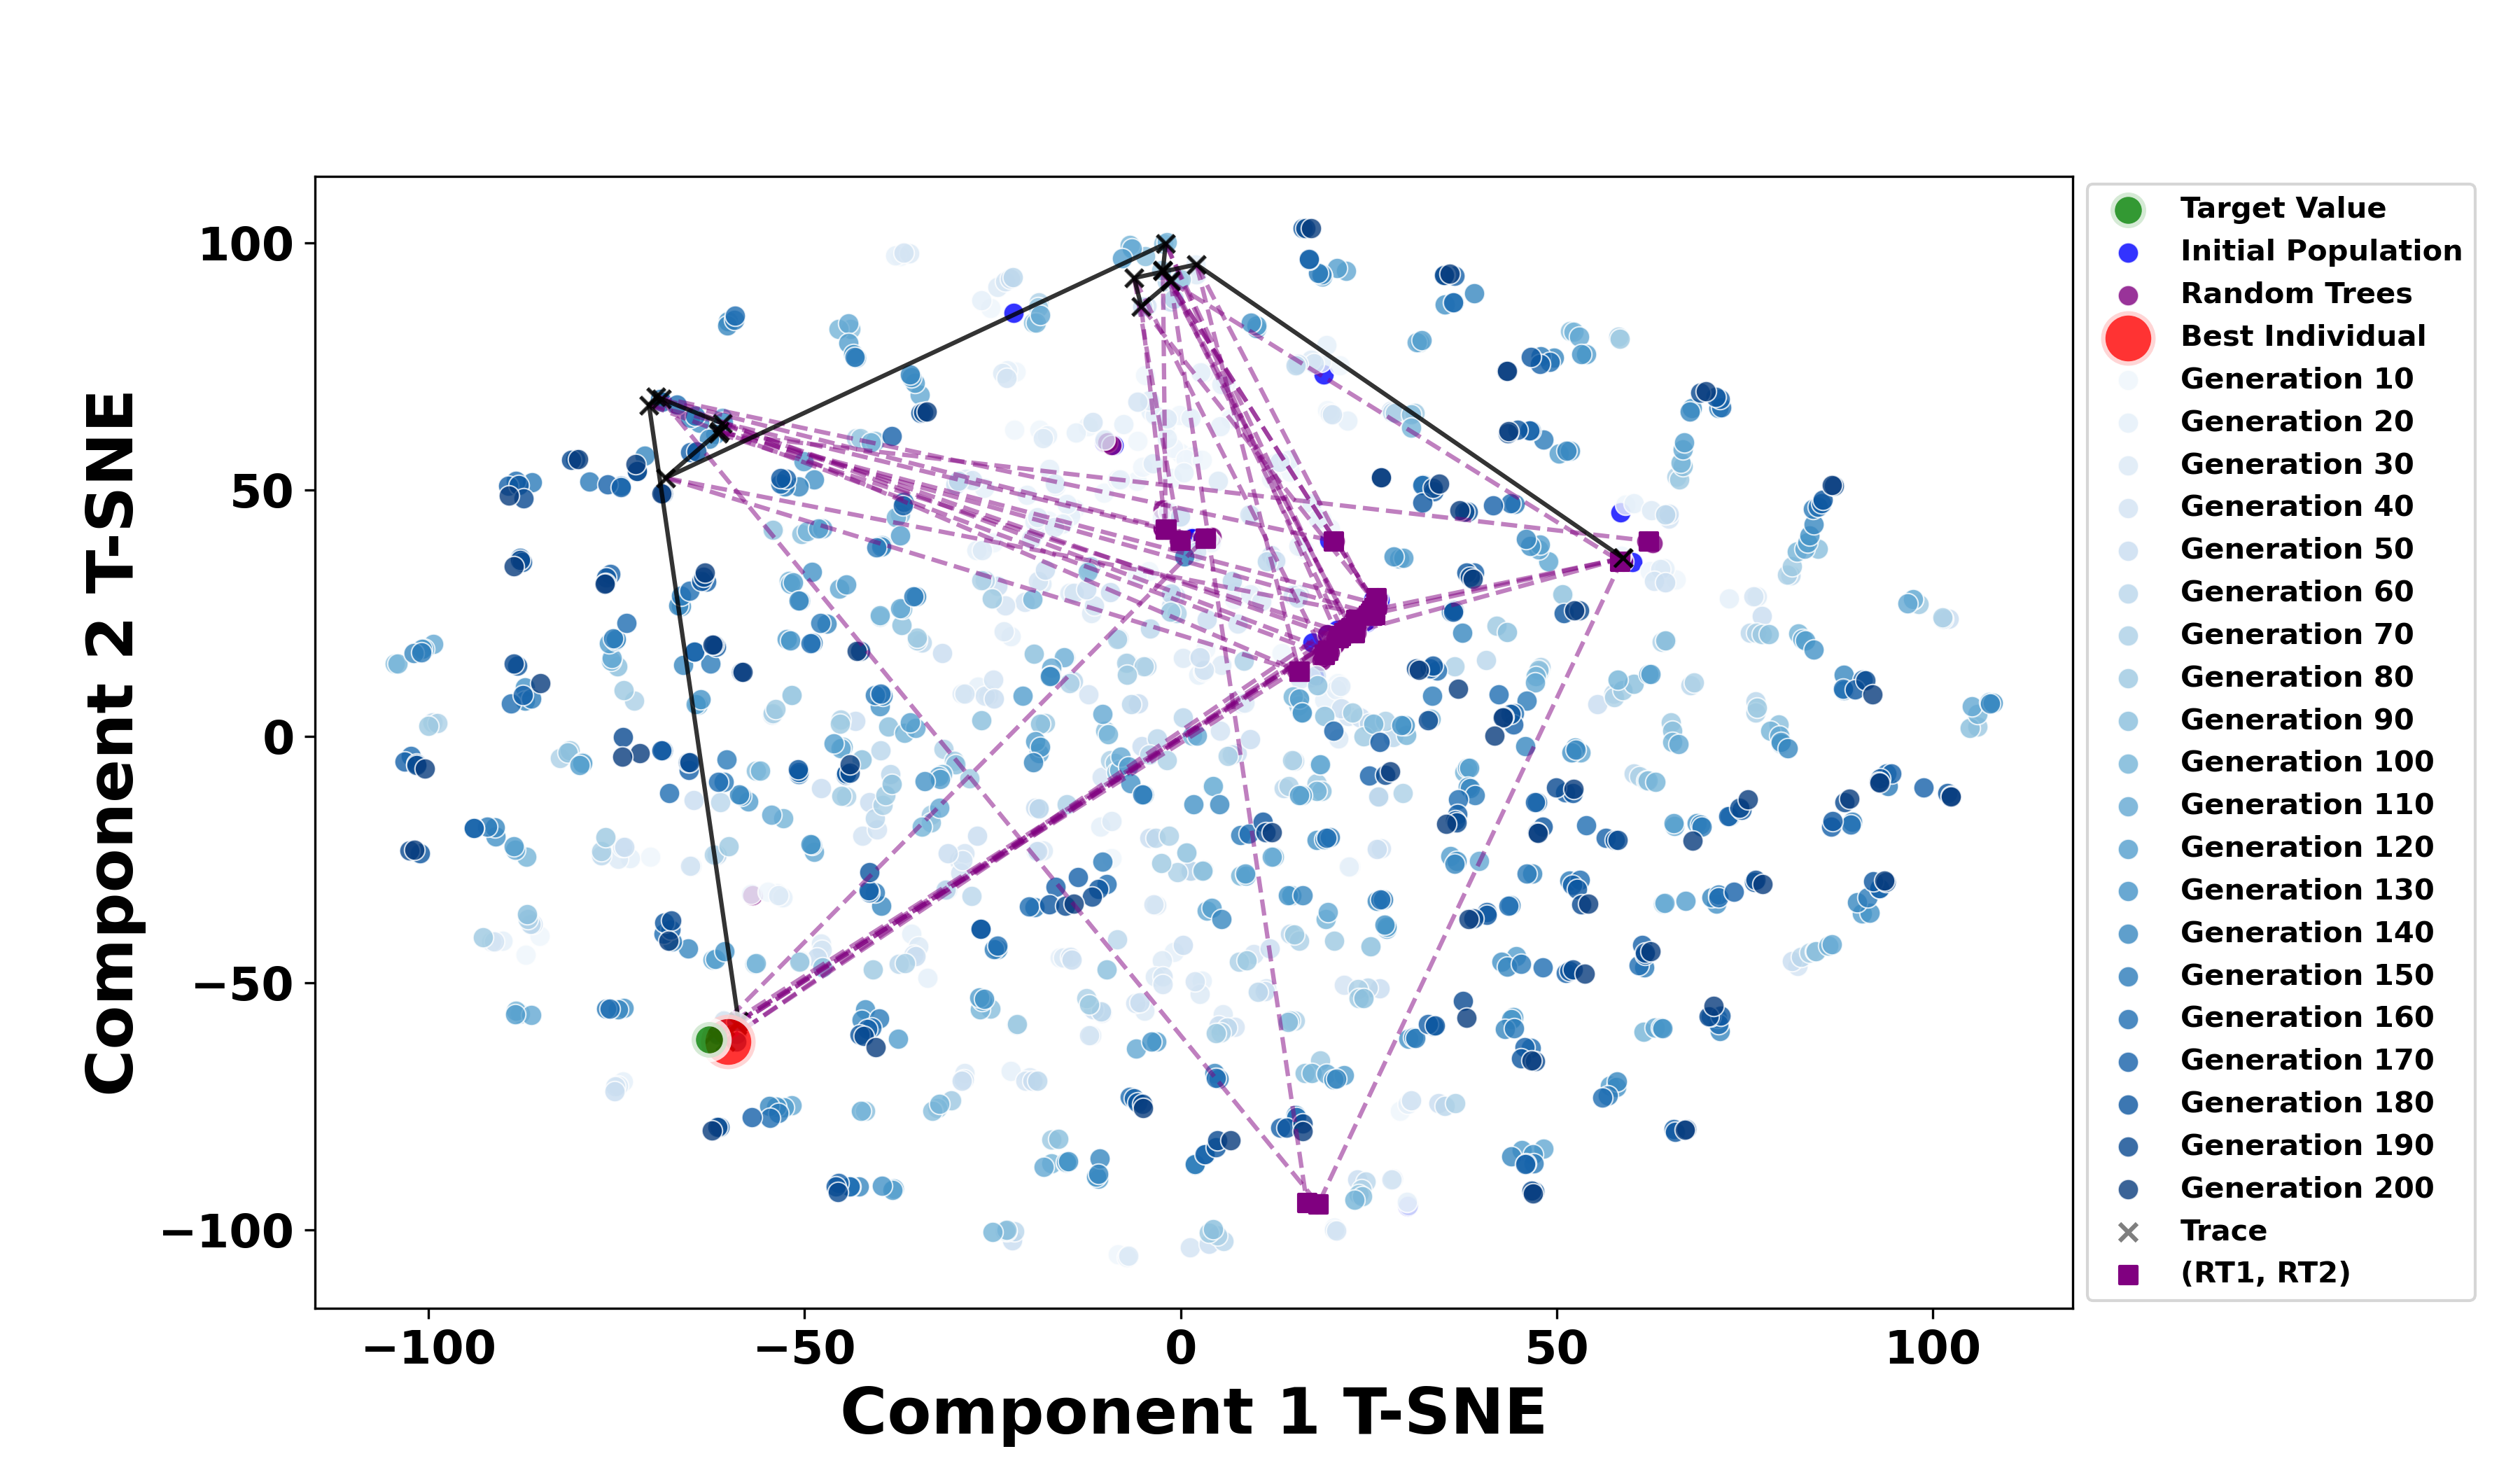 Component 2 T-SNE
100
50
0
−50
−100
−100
−50
0
50
100
Component 1 T-SNE
Target Value
Initial Population
Random Trees
Best Individual
Generation 10
Generation 20
Generation 30
Generation 40
Generation 50
Generation 60
Generation 70
Generation 80
Generation 90
Generation 100
Generation 110
Generation 120
Generation 130
Generation 140
Generation 150
Generation 160
Generation 170
Generation 180
Generation 190
Generation 200
Trace
(RT1, RT2)